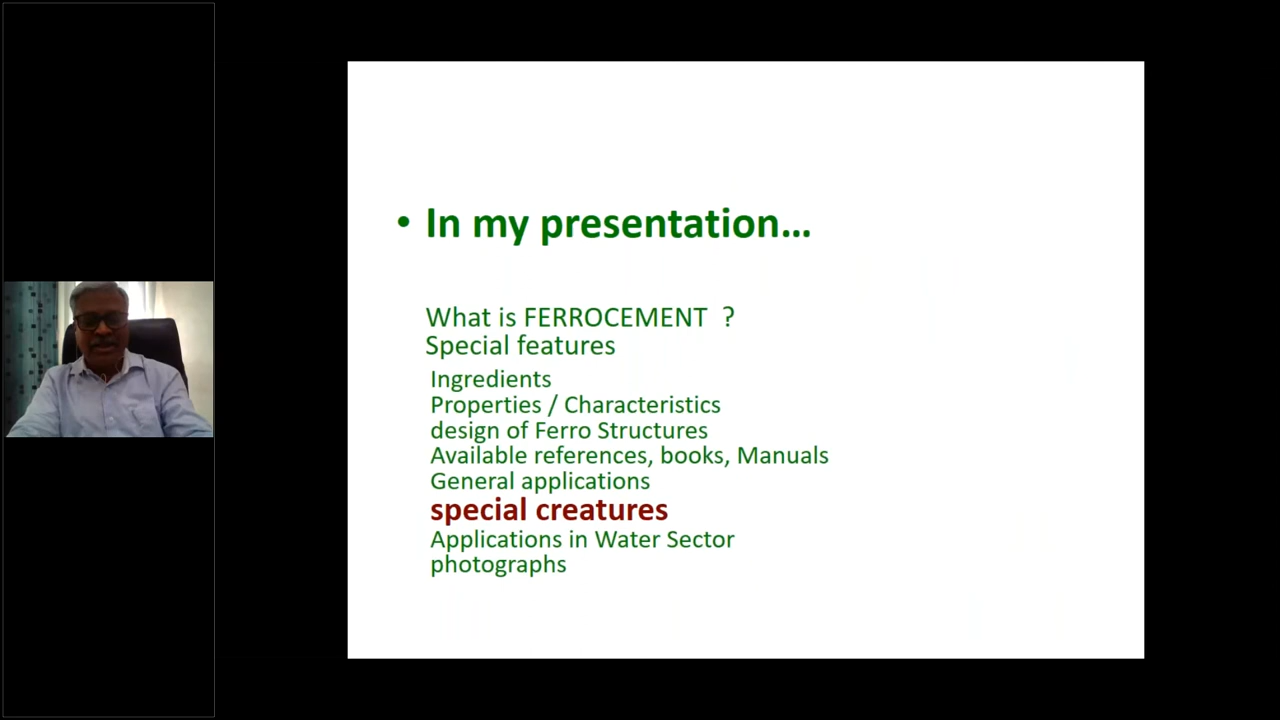 • In my presentation...
What is FERROCEMENT ?
Special features
Ingredients
Properties / Characteristics
design of Ferro Structures
Available references, books, Manuals
General applications
special creatures
Applications in Water Sector
photographs